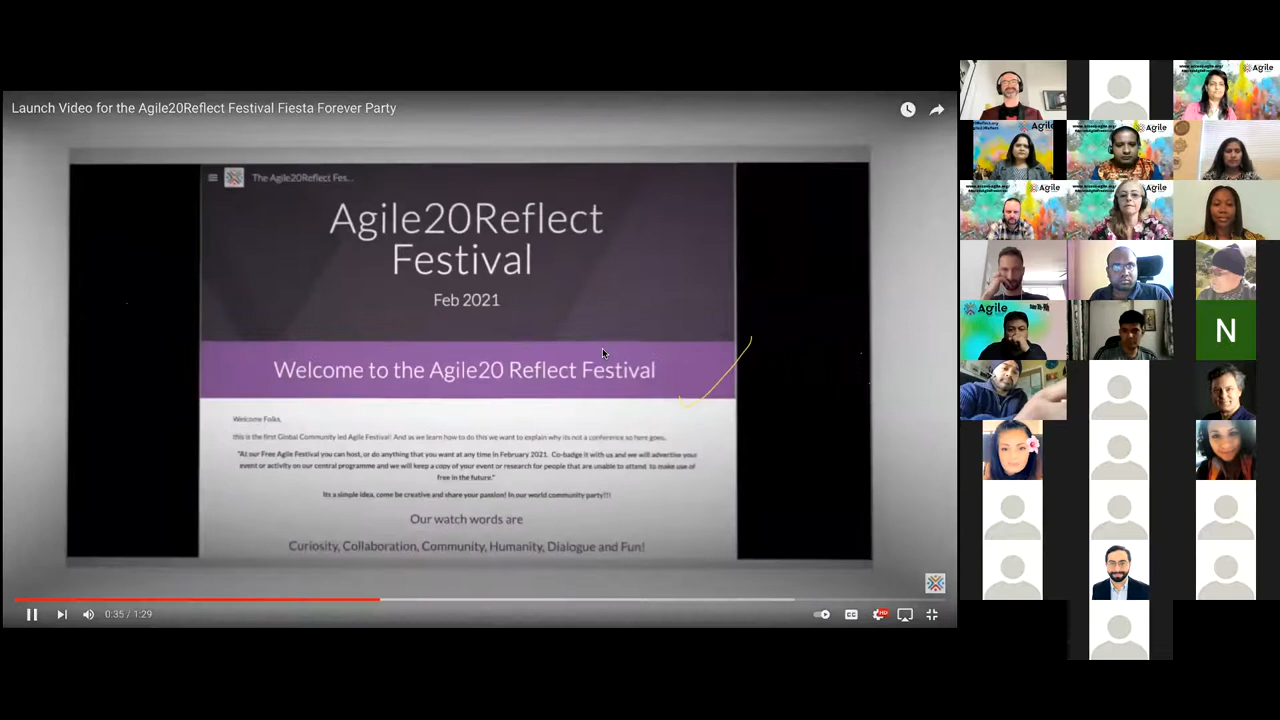 Launch Video for the Agile20Reflect Festival Fiesta Forever Party
The Agile20Reflect Fes...
Agile20Reflect
Festival
Feb 2021
Welcome to the Agile20 Reflect Festival
Welcome Folks,
this is the first Global Community led Agile Festival! And as we learn how to do this we want to explain why its not a conference so here goes.
"At our Free Agile Festival you can host, or do anything that you want at any time in February 2021. Co-badge it with us and we will advertise your
event or activity on our central programme and we will keep a copy of your event or research for people that are unable to attend to make use of
free in the future."
Its a simple idea, come be creative and share your passion! In our world community party!!!
Our watch words are
Curiosity, Collaboration, Community, Humanity, Dialogue and Fun!
0:35 / 1:29
CC
HD
Agile
Agile
Agile
Agile
Agile
Agile
N